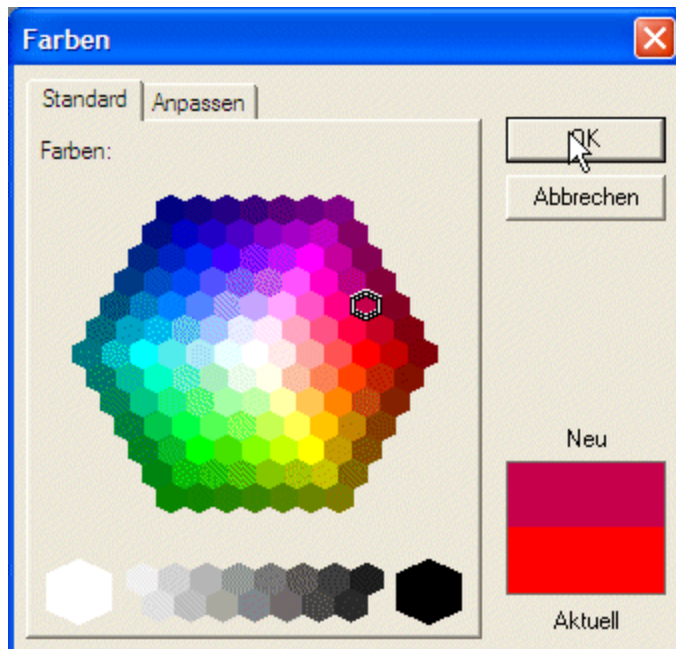 Farben
Standard
Anpassen
Farben:
OK
Abbrechen
Neu
Aktuell